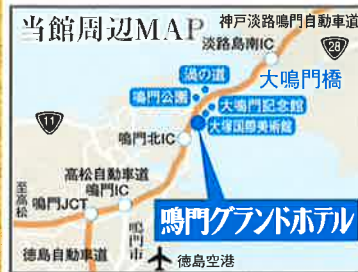 当館周辺MAP
神戸淡路鳴門自動車道
28
淡路島南IC
大鳴門橋
渦の道
鳴門公園
大鳴門記念館
大塚国際美術館
11
鳴門北IC
高松自動車道
鳴門IC
至高松
鳴門JCT
鳴門グランドホテル
鳴門市
徳島自動車道
徳島空港